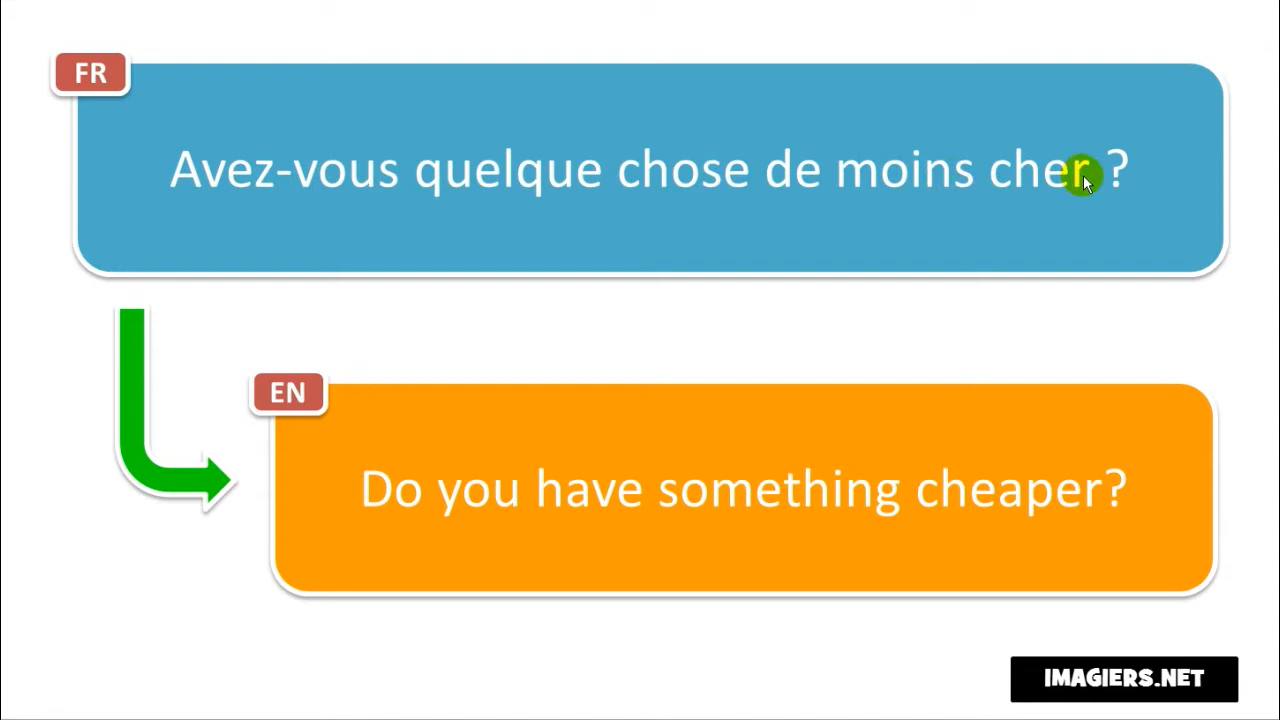 FR
Avez-vous quelque chose de moins cher ?
EN
Do you have something cheaper?
IMAGIERS.NET